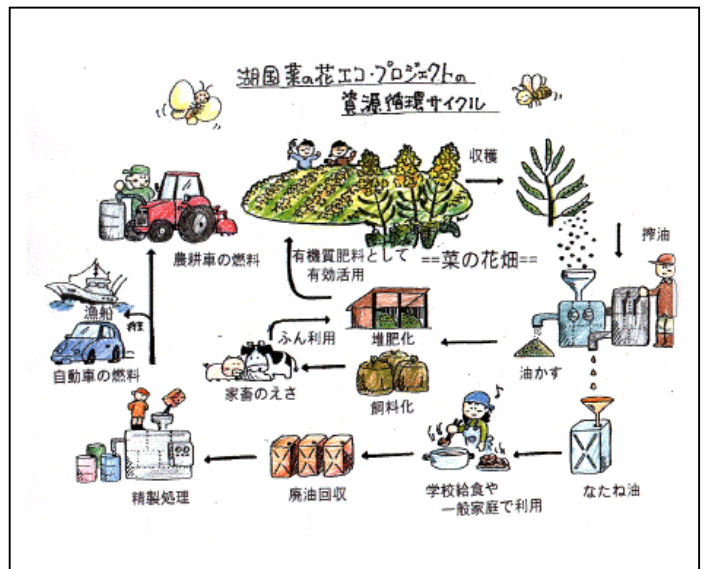 湖国菜の花エコ・プロジェクトの
資源循環サイクル
収穫
搾油
農耕車の燃料
有機質肥料として
有効活用
==菜の花畑==
漁船
自動車の燃料
ふん利用
堆肥化
家畜のえさ
飼料化
油かす
精製処理
廃油回収
学校給食や
一般家庭で利用
なたね油